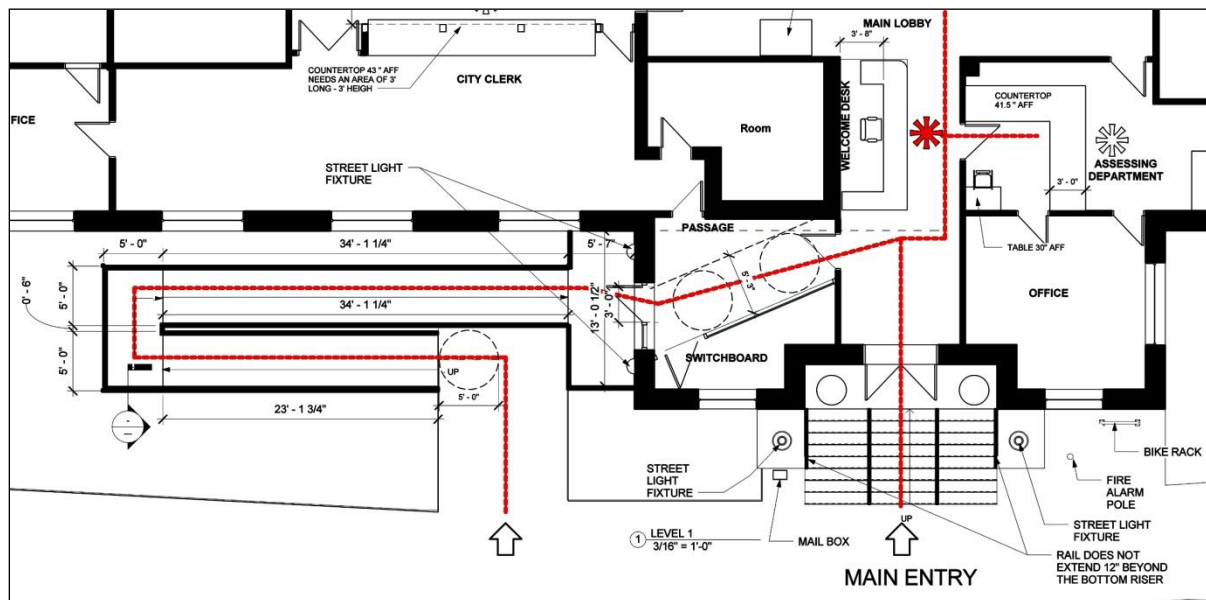 MAIN LOBBY
3' - 8"
COUNTERTOP 43 " AFF
NEEDS AN AREA OF 3'
LONG - 3' HEIGH
CITY CLERK
COUNTERTOP
41.5 " AFF
FICE
Room
WELCOME DESK
STREET LIGHT
FIXTURE
ASSESSING
DEPARTMENT
3' - 0"
PASSAGE
TABLE 30" AFF
5' - 0"
34' - 1 1/4"
5' - 7"
0' - 6"
5' - 0"
34' - 1 1/4"
13' - 0 1/2"
3' - 0"
5' - 3"
OFFICE
5' - 0"
UP
SWITCHBOARD
23' - 1 3/4"
5' - 0"
STREET
LIGHT
FIXTURE
BIKE RACK
FIRE
ALARM
POLE
UP
STREET LIGHT
FIXTURE
1
LEVEL 1
3/16" = 1'-0"
MAIL BOX
RAIL DOES NOT
EXTEND 12" BEYOND
THE BOTTOM RISER
MAIN ENTRY